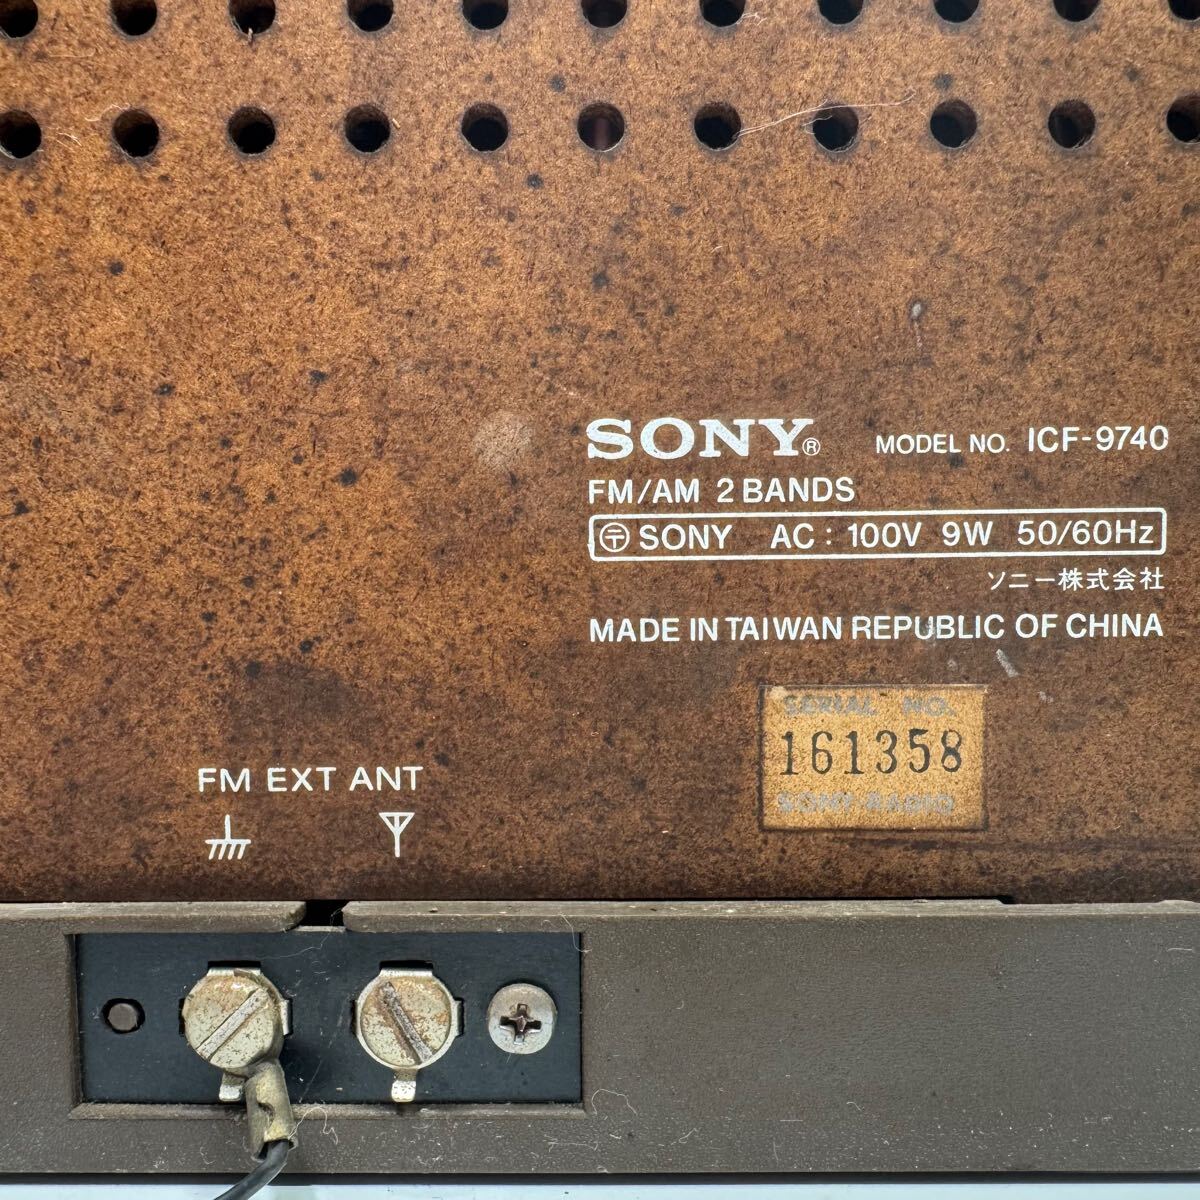 SONY® MODEL NO. ICF-9740
FM/AM 2 BANDS
〶 SONY AC : 100V 9W 50/60Hz
ソニー株式会社
MADE IN TAIWAN REPUBLIC OF CHINA
SERIAL NO.
161358
SONY-RADIO
FM EXT ANT